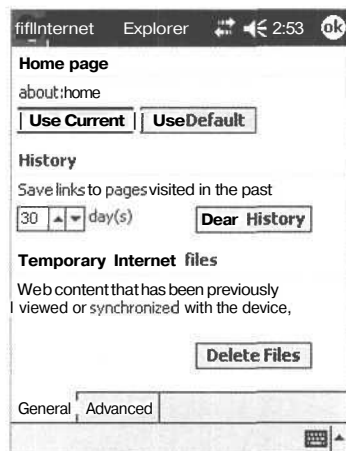 fiflInternet Explorer 2:53 ok
Home page
about:home
Use Current UseDefault
History
Save links to pages visited in the past
30 day(s) Dear History
Temporary Internet files
Web content that has been previously
l viewed or synchronized with the device,
Delete Files
General Advanced